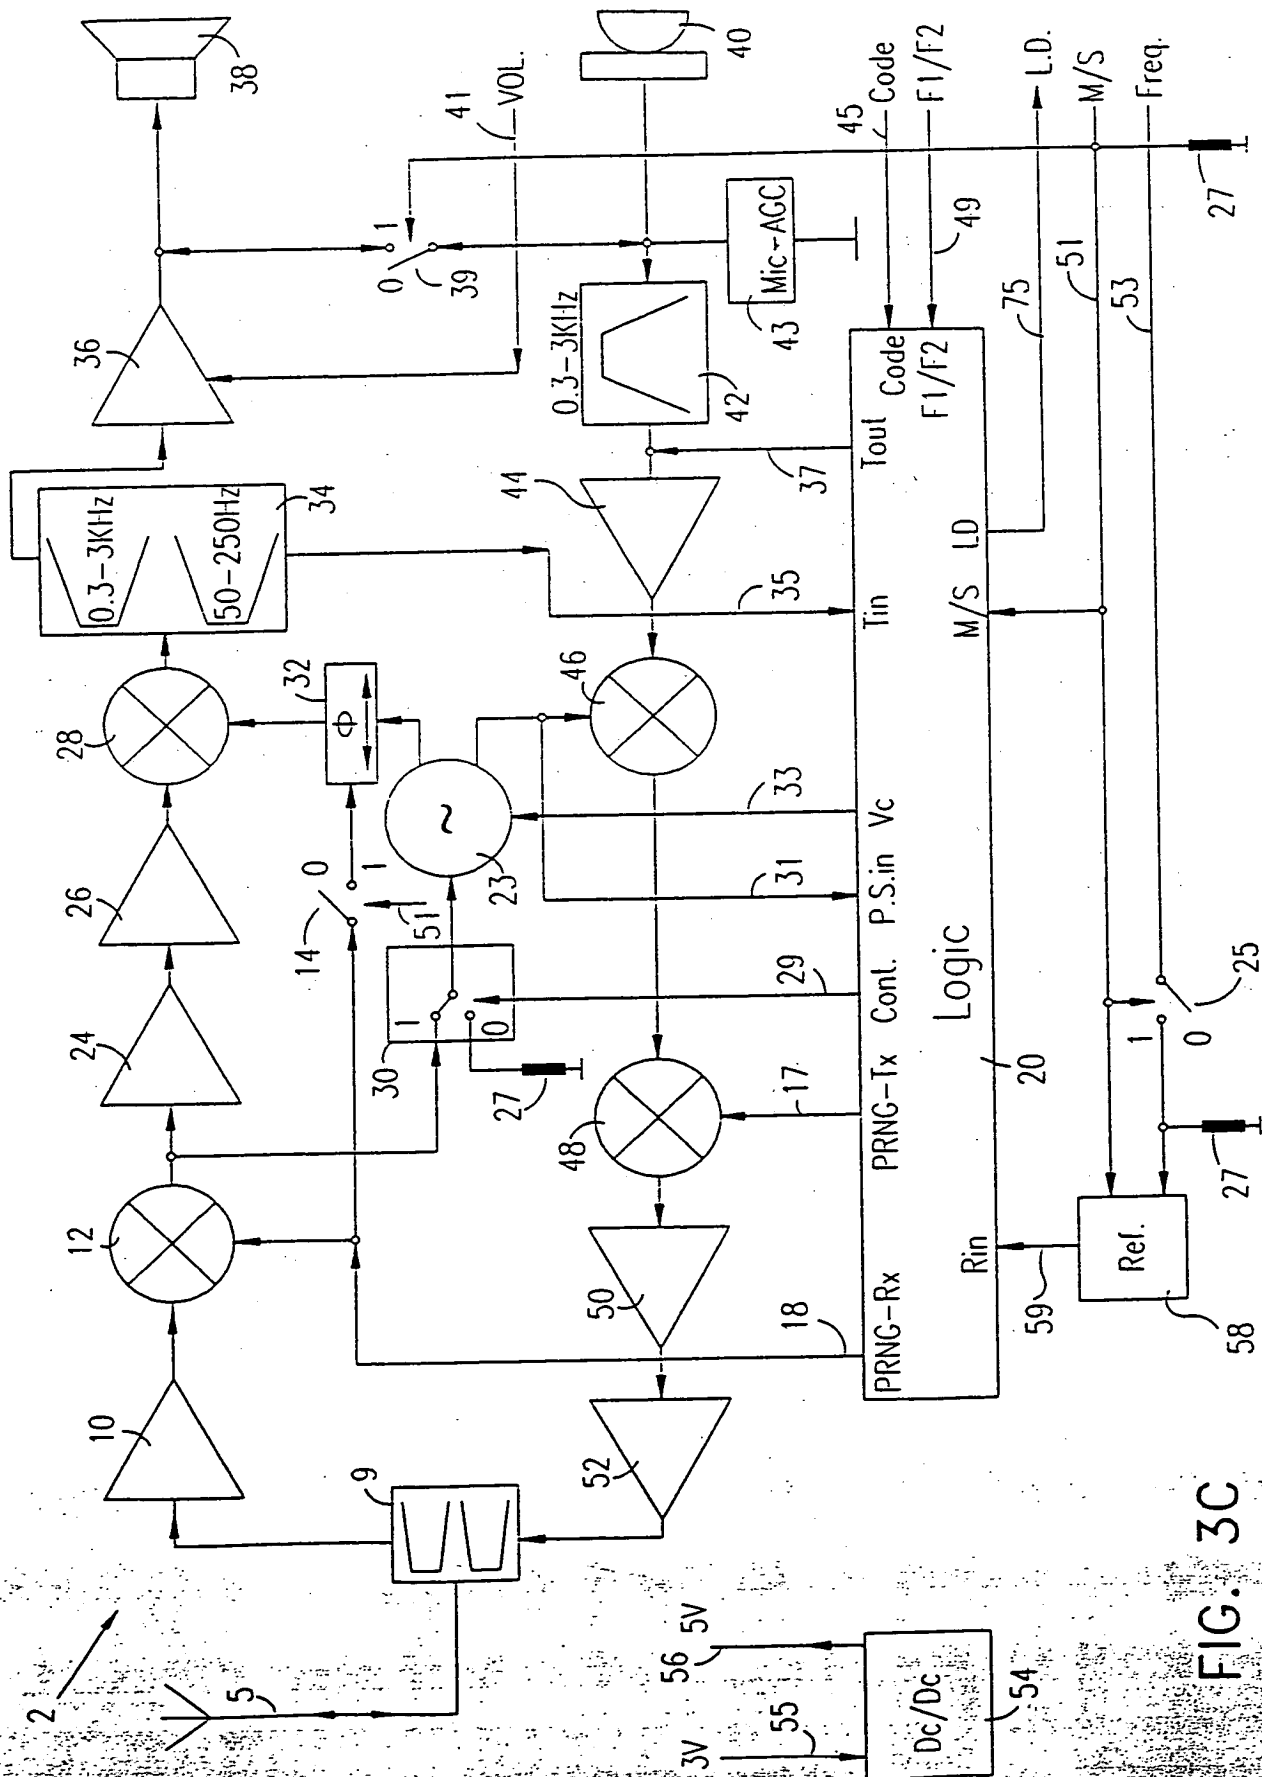 2
5
9
10
12
24
26
28
0.3-3KHz
50-250Hz
34
36
38
14
0
1
51
30
1
0
27
23
~
Φ
32
31
33
35
29
17
18
39
0
1
41
VOL.
40
0.3-3KHz
42
Mic-AGC
43
44
46
48
50
52
37
45
Code
F1/F2
49
PRNG-Rx
PRNG-Tx
Cont.
P.S.in
Vc
Tin
Tout
Code
F1/F2
Logic
20
Rin
M/S
LD
75
L.D.
51
M/S
53
Freq.
27
25
1
0
27
59
Ref.
58
3V
55
56
5V
Dc/Dc
54
FIG. 3C